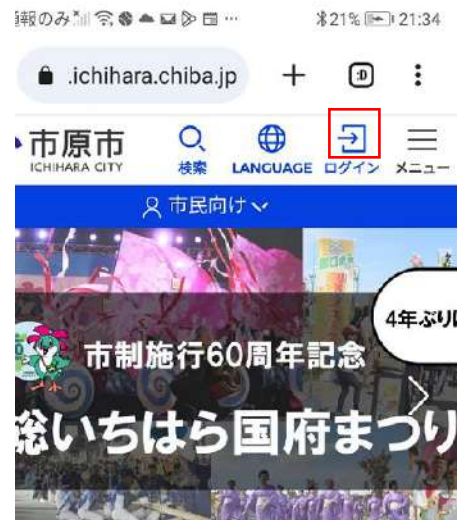 報のみ 21% 21:34
.ichihara.chiba.jp :D
市原市
ICHIHARA CITY
検索 LANGUAGE ログイン メニュー
市民向け
4年ぶり
市制施行60周年記念
総いちはら国府まつり